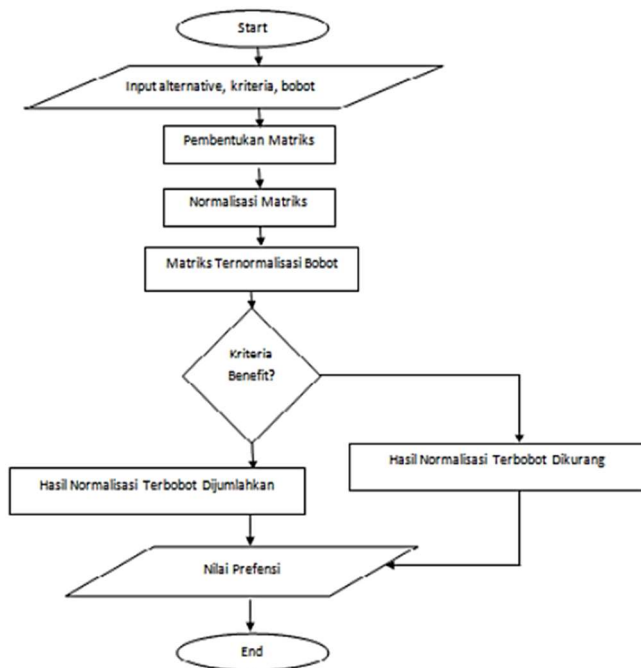 Start
Input alternative, kriteria, bobot
Pembentukan Matriks
Normalisasi Matriks
Matriks Ternormalisasi Bobot
Kriteria
Benefit?
Hasil Normalisasi Terbobot Dikurang
Hasil Normalisasi Terbobot Dijumlahkan
Nilai Prefensi
End